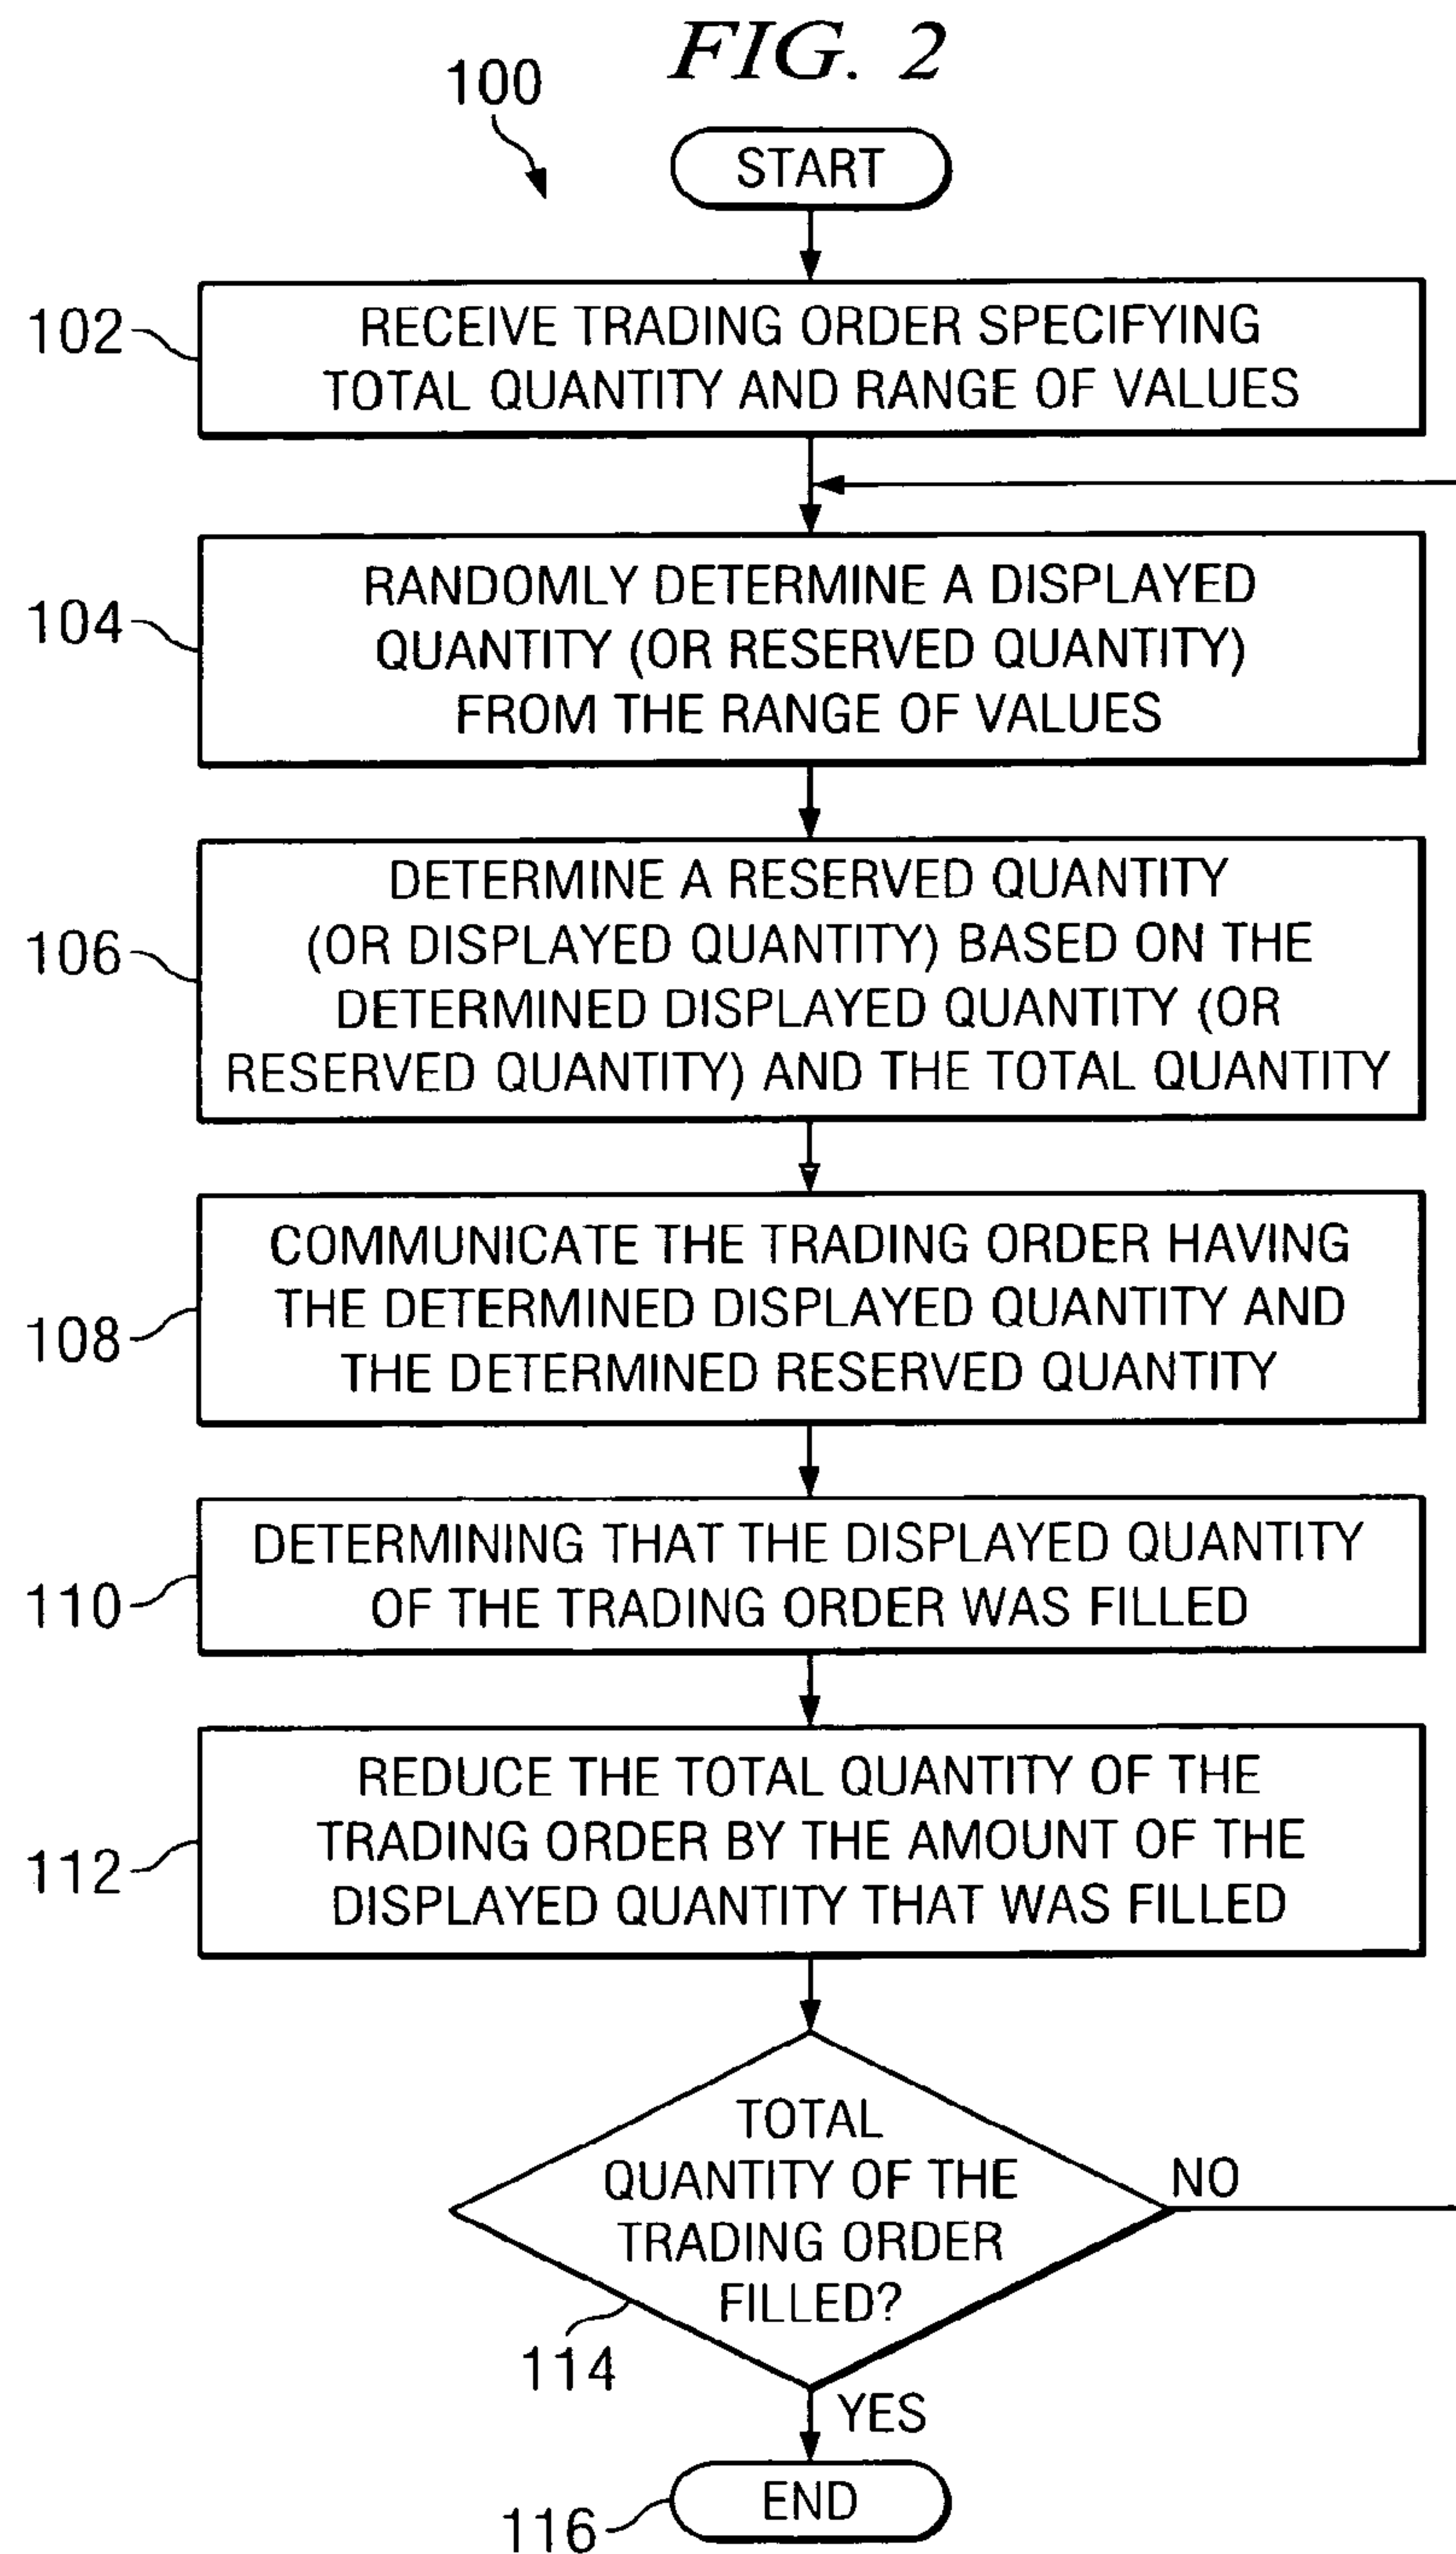 FIG. 2
100
START
102
RECEIVE TRADING ORDER SPECIFYING
TOTAL QUANTITY AND RANGE OF VALUES
104
RANDOMLY DETERMINE A DISPLAYED
QUANTITY (OR RESERVED QUANTITY)
FROM THE RANGE OF VALUES
106
DETERMINE A RESERVED QUANTITY
(OR DISPLAYED QUANTITY) BASED ON THE
DETERMINED DISPLAYED QUANTITY (OR
RESERVED QUANTITY) AND THE TOTAL QUANTITY
108
COMMUNICATE THE TRADING ORDER HAVING
THE DETERMINED DISPLAYED QUANTITY AND
THE DETERMINED RESERVED QUANTITY
110
DETERMINING THAT THE DISPLAYED QUANTITY
OF THE TRADING ORDER WAS FILLED
112
REDUCE THE TOTAL QUANTITY OF THE
TRADING ORDER BY THE AMOUNT OF THE
DISPLAYED QUANTITY THAT WAS FILLED
TOTAL
QUANTITY OF THE
TRADING ORDER
FILLED?
NO
114
YES
END
116